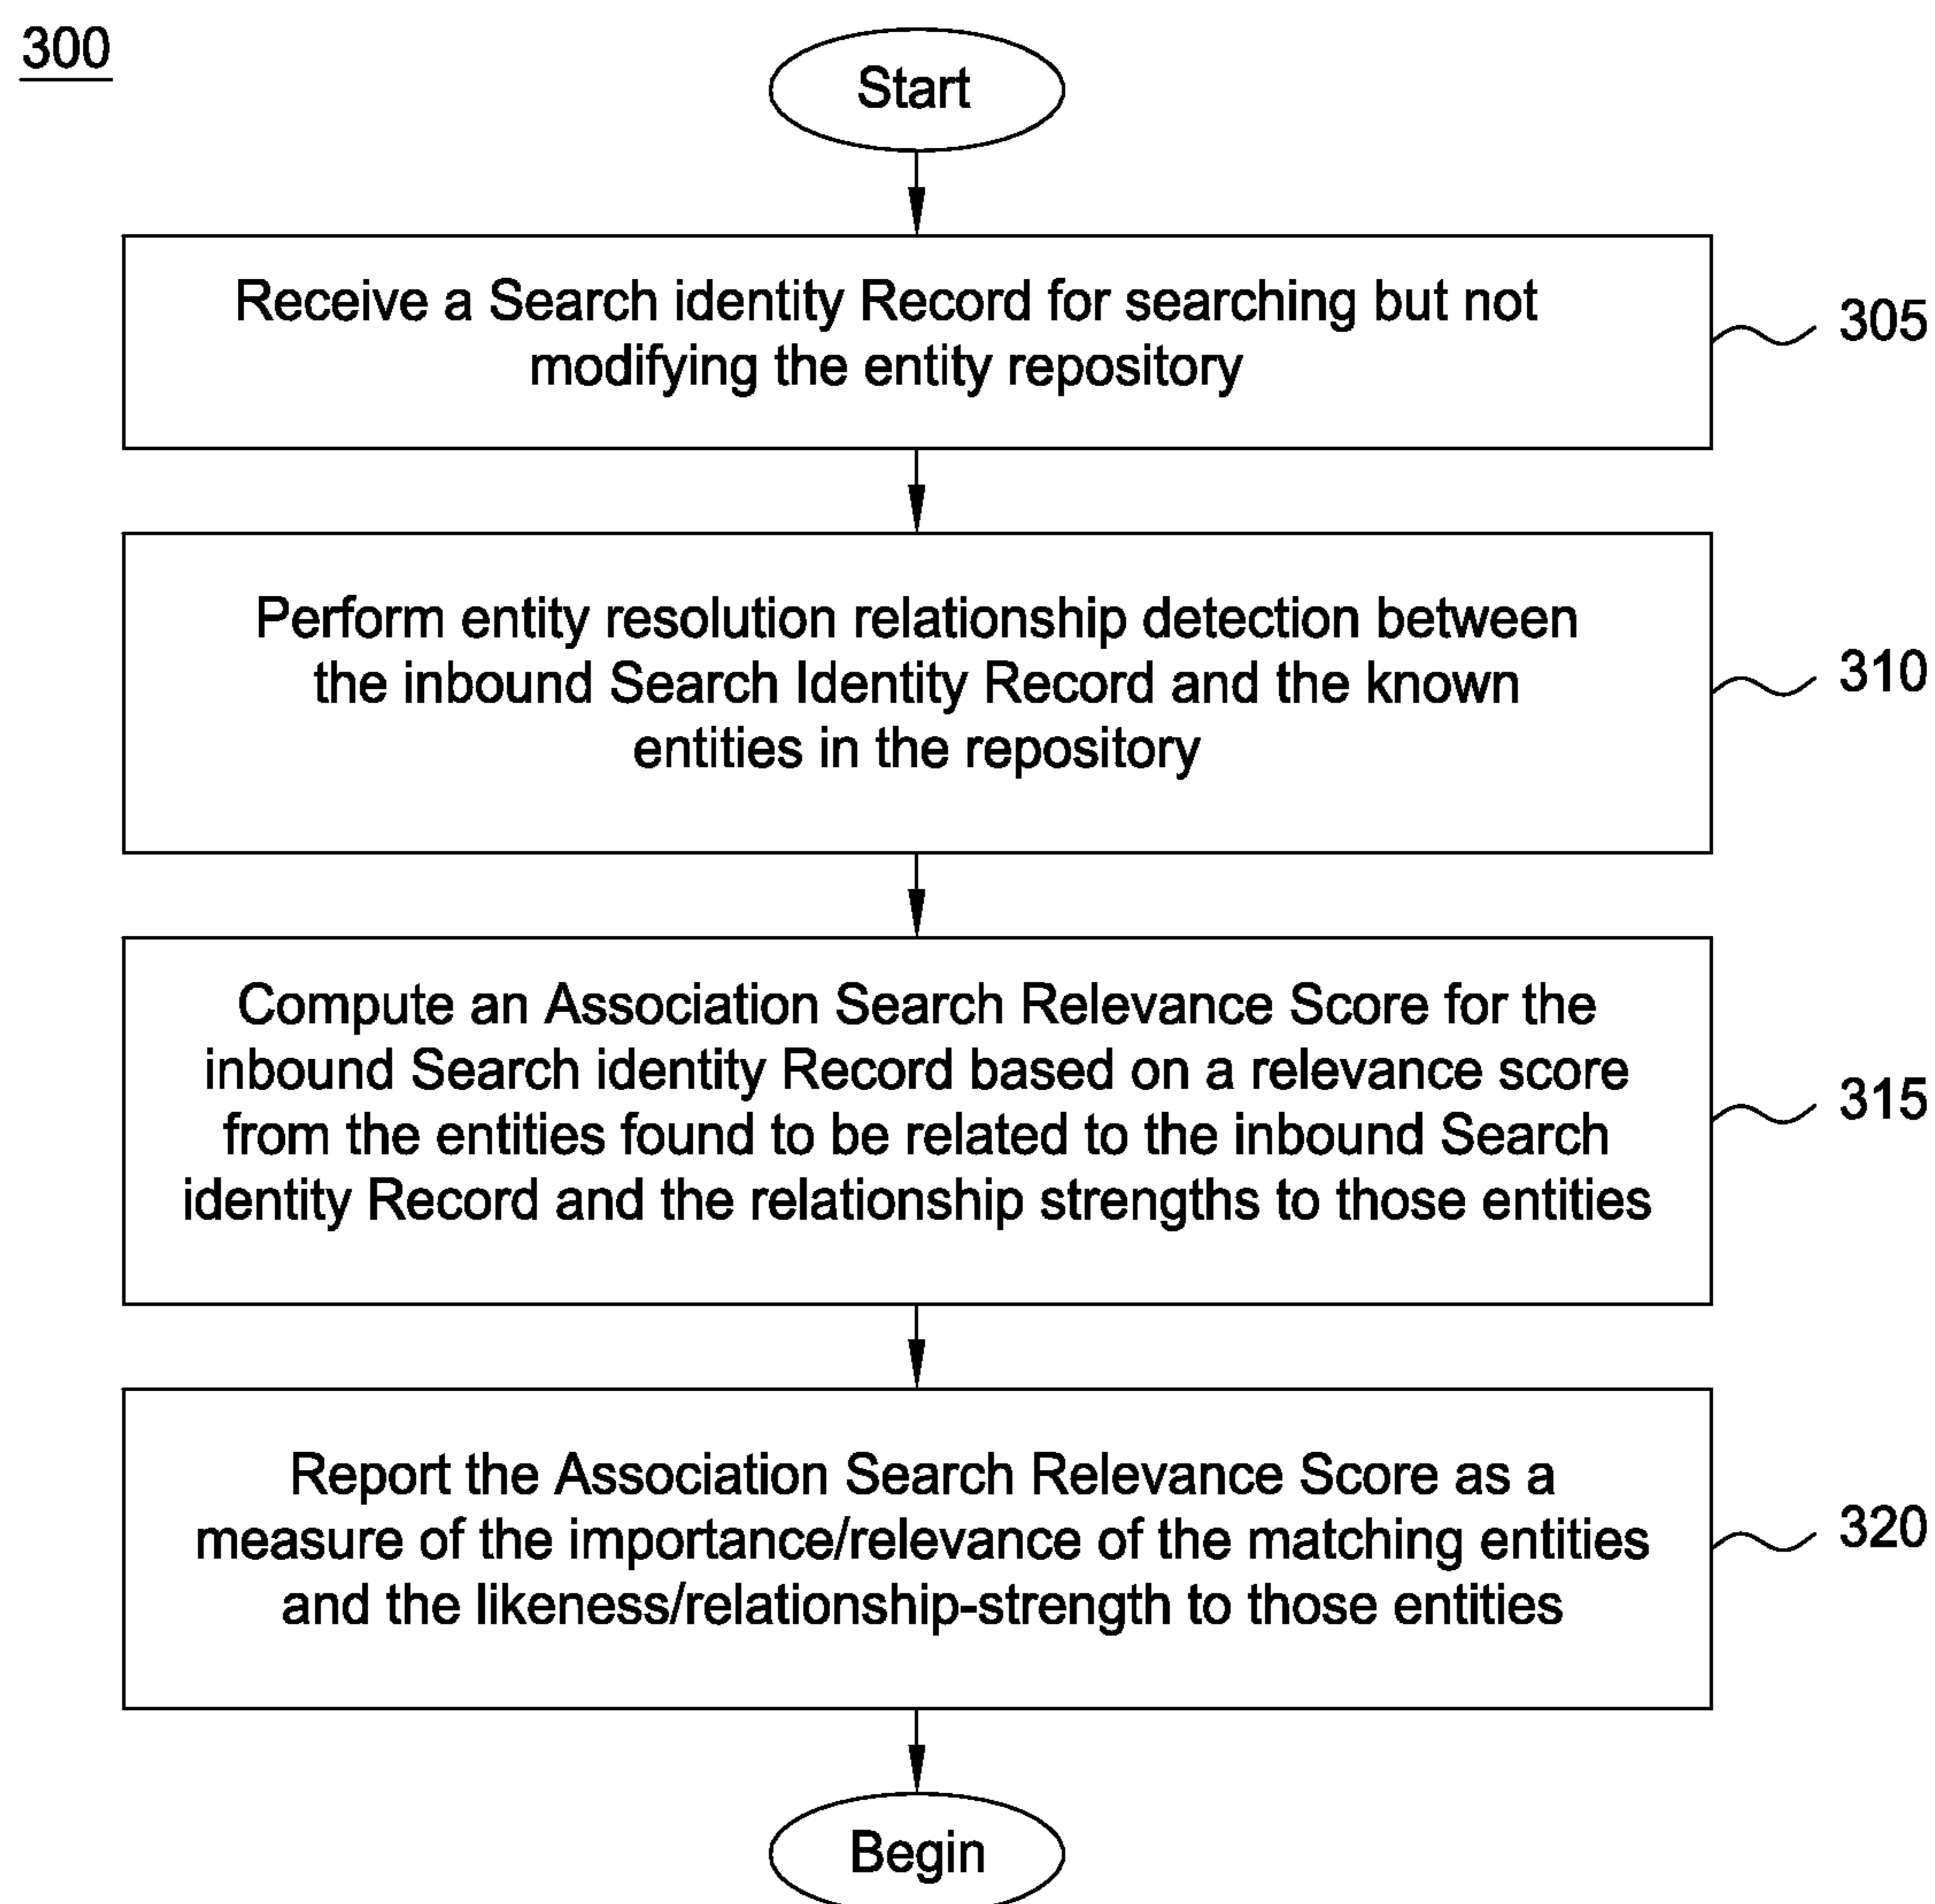 300
Start
Receive a Search identity Record for searching but not
modifying the entity repository
305
Perform entity resolution relationship detection between
the inbound Search Identity Record and the known
entities in the repository
310
Compute an Association Search Relevance Score for the
inbound Search identity Record based on a relevance score
from the entities found to be related to the inbound Search
identity Record and the relationship strengths to those entities
315
Report the Association Search Relevance Score as a
measure of the importance/relevance of the matching entities
and the likeness/relationship-strength to those entities
320
Begin